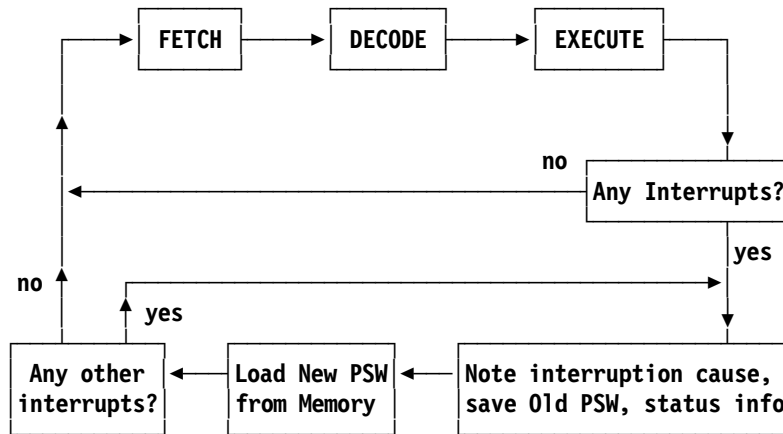 FETCH
DECODE
EXECUTE
no
Any Interrupts?
yes
no
yes
Any other
interrupts?
Load New PSW
from Memory
Note interruption cause,
save Old PSW, status info